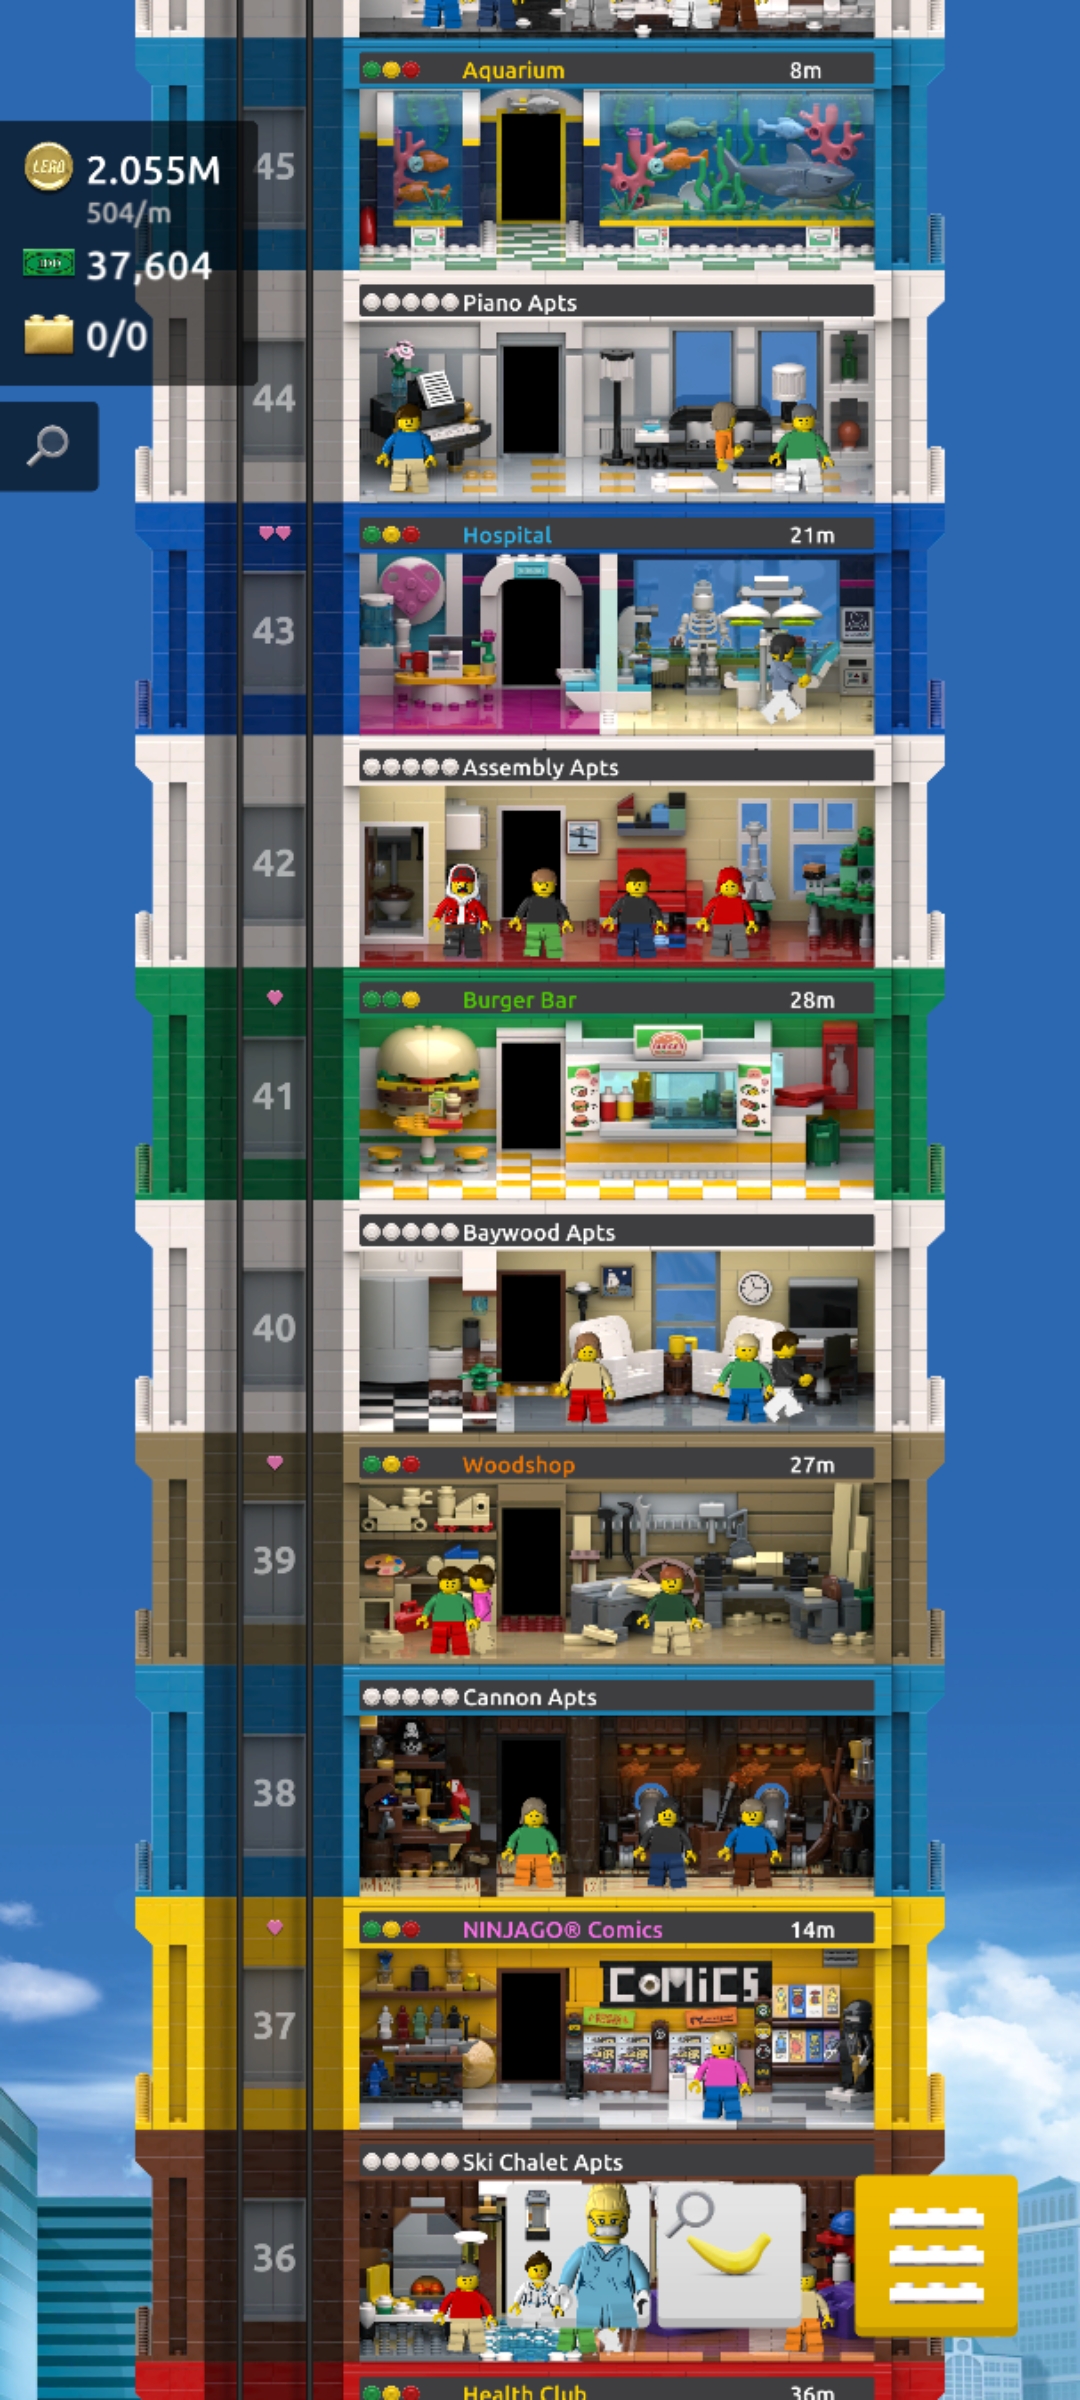 Aquarium 8m
45
LEGO 2.055M
504/m
37,604
0/0
Piano Apts
44
Hospital 21m
43
Assembly Apts
42
Burger Bar 28m
41
Baywood Apts
40
Woodshop 27m
39
Cannon Apts
38
NINJAGO® Comics 14m
COMiCS
37
Ski Chalet Apts
36
Health Club 36m